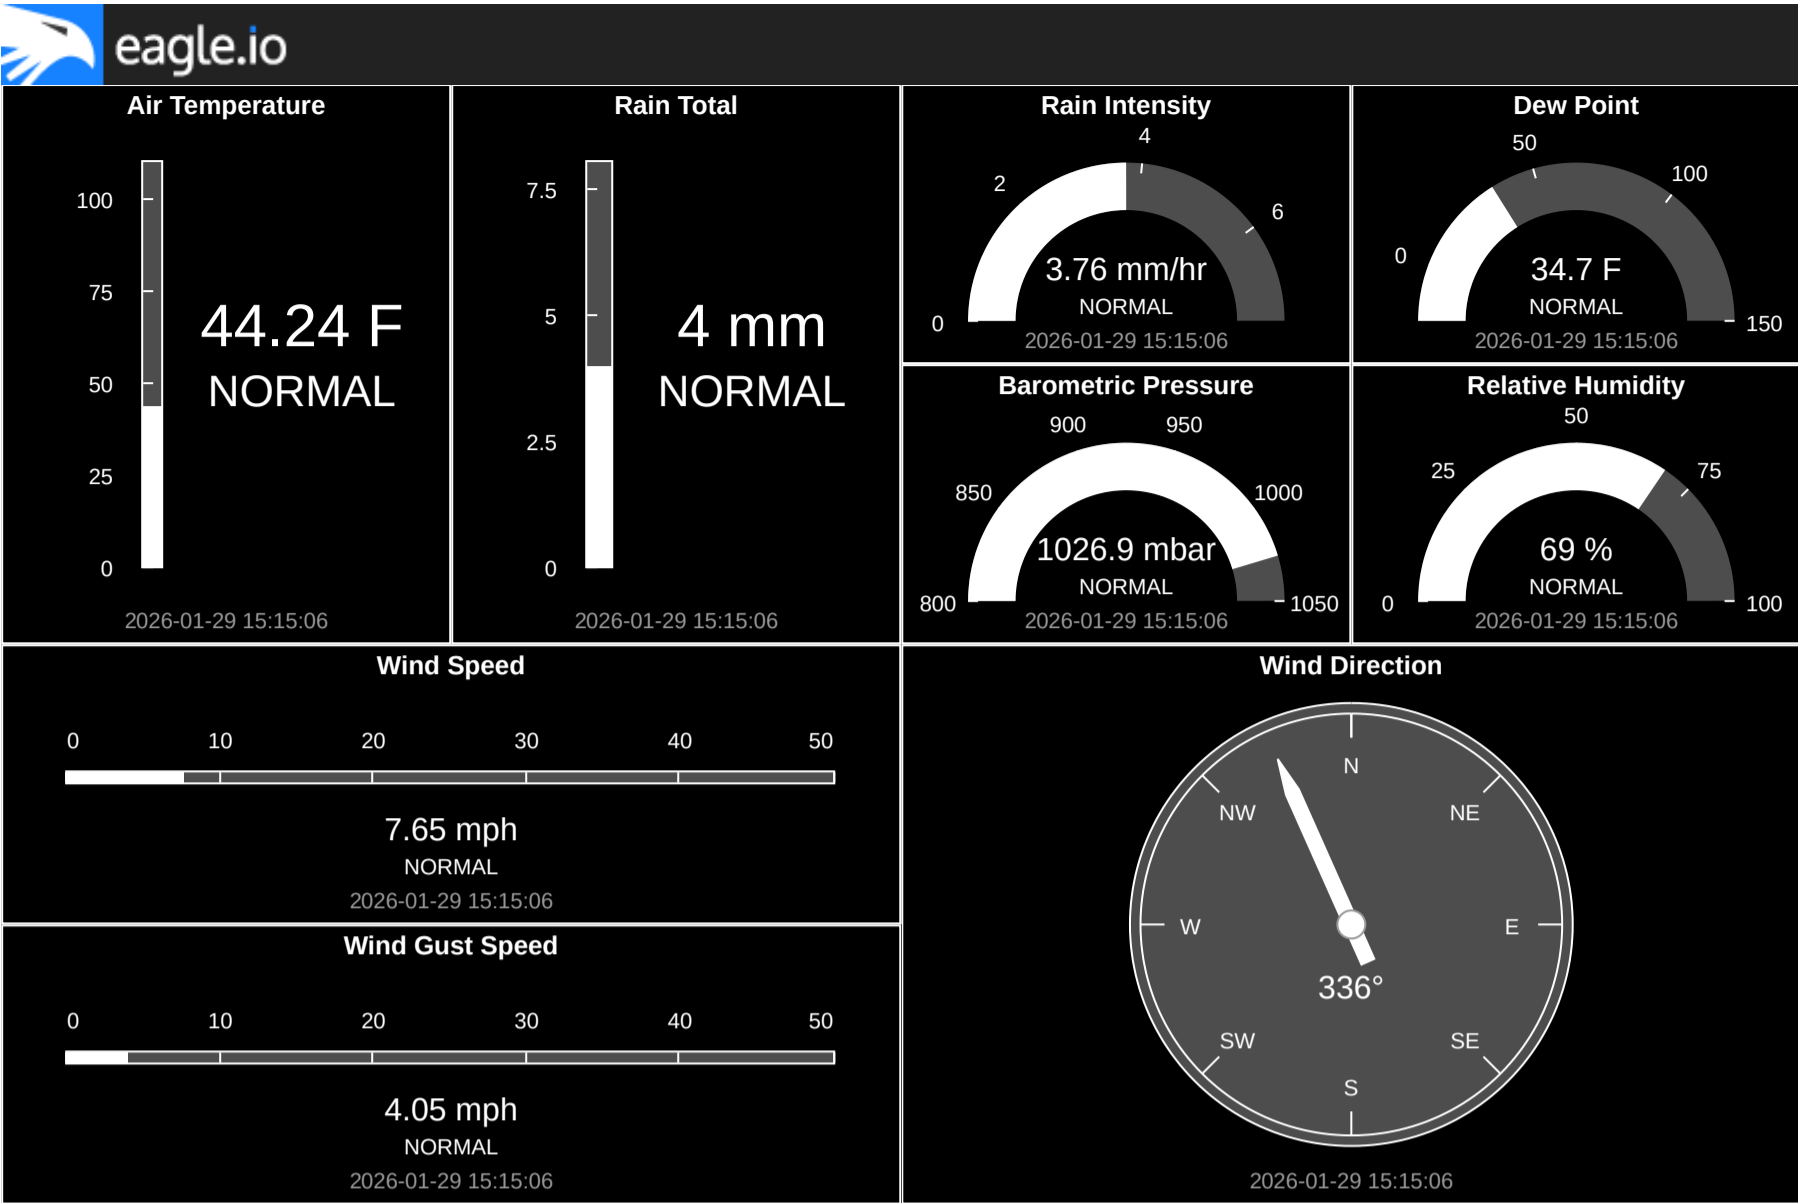 eagle.io
Air Temperature
100
75
50
25
0
44.24 F
NORMAL
2026-01-29 15:15:06
Rain Total
7.5
5
2.5
0
4 mm
NORMAL
2026-01-29 15:15:06
Rain Intensity
0
2
4
6
3.76 mm/hr
NORMAL
2026-01-29 15:15:06
Dew Point
0
50
100
150
34.7 F
NORMAL
2026-01-29 15:15:06
Barometric Pressure
800
850
900
950
1000
1050
1026.9 mbar
NORMAL
2026-01-29 15:15:06
Relative Humidity
0
25
50
75
100
69 %
NORMAL
2026-01-29 15:15:06
Wind Speed
0 10 20 30 40 50
7.65 mph
NORMAL
2026-01-29 15:15:06
Wind Gust Speed
0 10 20 30 40 50
4.05 mph
NORMAL
2026-01-29 15:15:06
Wind Direction
N
NW NE
W E
336°
SW SE
S
2026-01-29 15:15:06